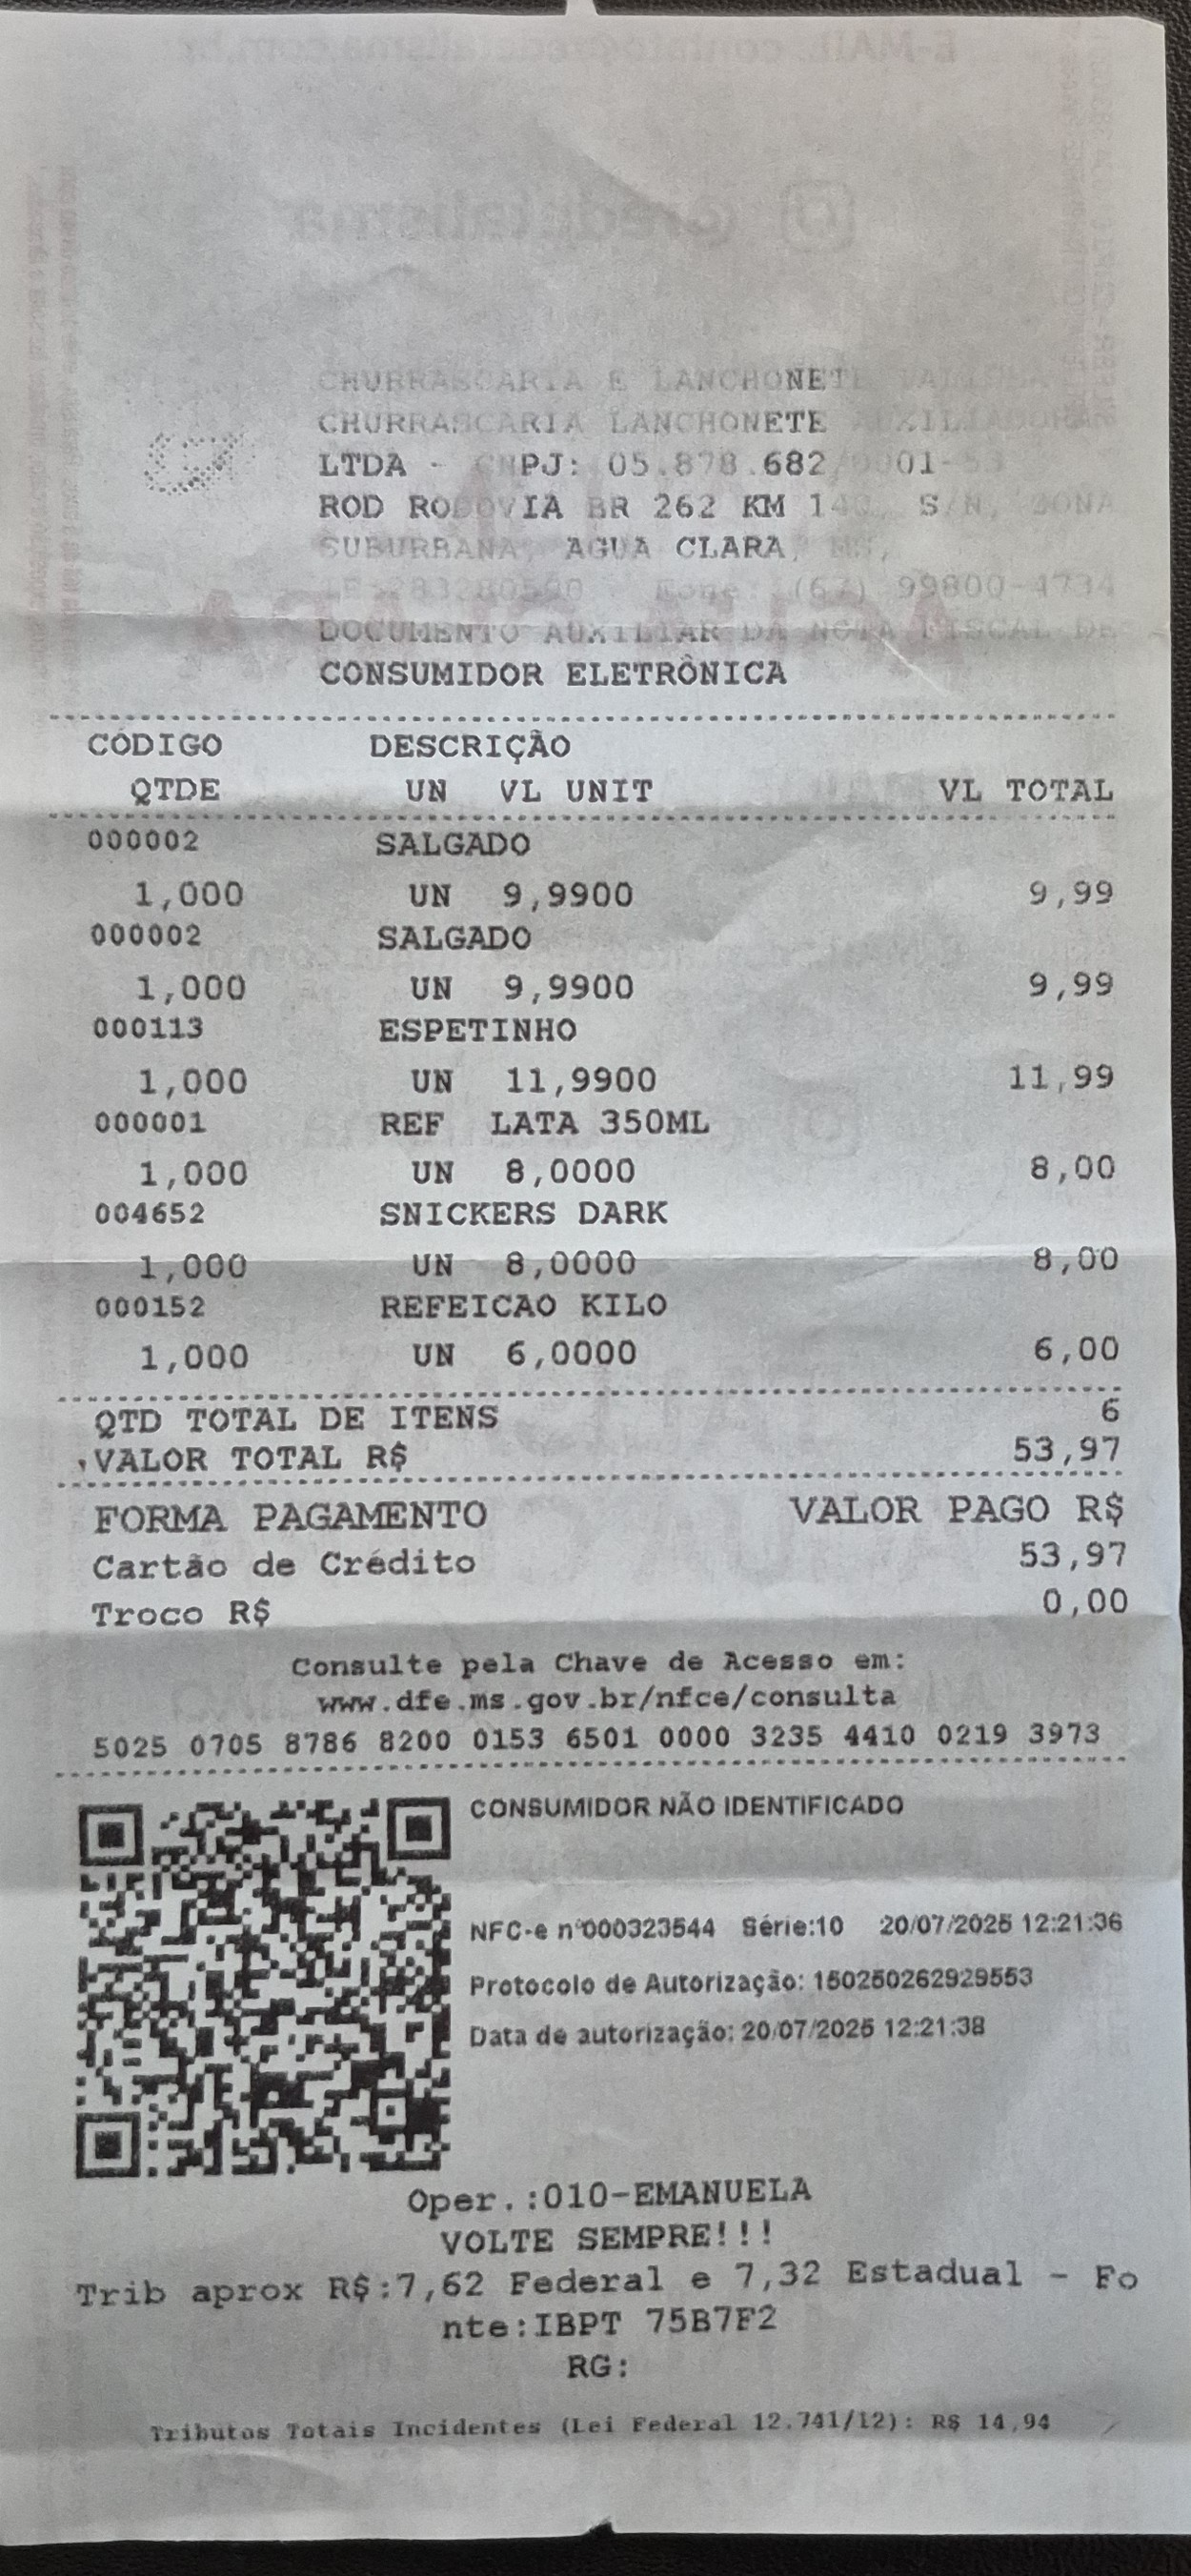 CHURRASCARIA E LANCHONETE
CHURRASCARIA LANCHONETE
LTDA - CNPJ: 05.878.682/0001-53
ROD RODOVIA BR 262 KM 140, S/N, ZONA
SUBURBANA, AGUA CLARA, MS,
IE:283280590 Fone: (67) 99800-4734
DOCUMENTO AUXILIAR DA NOTA FISCAL DE
CONSUMIDOR ELETRÔNICA
CÓDIGO DESCRIÇÃO
QTDE UN VL UNIT VL TOTAL
000002 SALGADO
1,000 UN 9,9900 9,99
000002 SALGADO
1,000 UN 9,9900 9,99
000113 ESPETINHO
1,000 UN 11,9900 11,99
000001 REF LATA 350ML
1,000 UN 8,0000 8,00
004652 SNICKERS DARK
1,000 UN 8,0000 8,00
000152 REFEICAO KILO
1,000 UN 6,0000 6,00
QTD TOTAL DE ITENS 6
VALOR TOTAL R$ 53,97
FORMA PAGAMENTO VALOR PAGO R$
Cartão de Crédito 53,97
Troco R$ 0,00
Consulte pela Chave de Acesso em:
www.dfe.ms.gov.br/nfce/consulta
5025 0705 8786 8200 0153 6501 0000 3235 4410 0219 3973
CONSUMIDOR NÃO IDENTIFICADO
NFC-e nº000323544 Série:10 20/07/2025 12:21:36
Protocolo de Autorização: 150250262929553
Data de autorização: 20/07/2025 12:21:38
Oper.:010-EMANUELA
VOLTE SEMPRE!!!
Trib aprox R$:7,62 Federal e 7,32 Estadual - Fo
nte:IBPT 75B7F2
RG:
Tributos Totais Incidentes (Lei Federal 12.741/12): R$ 14,94